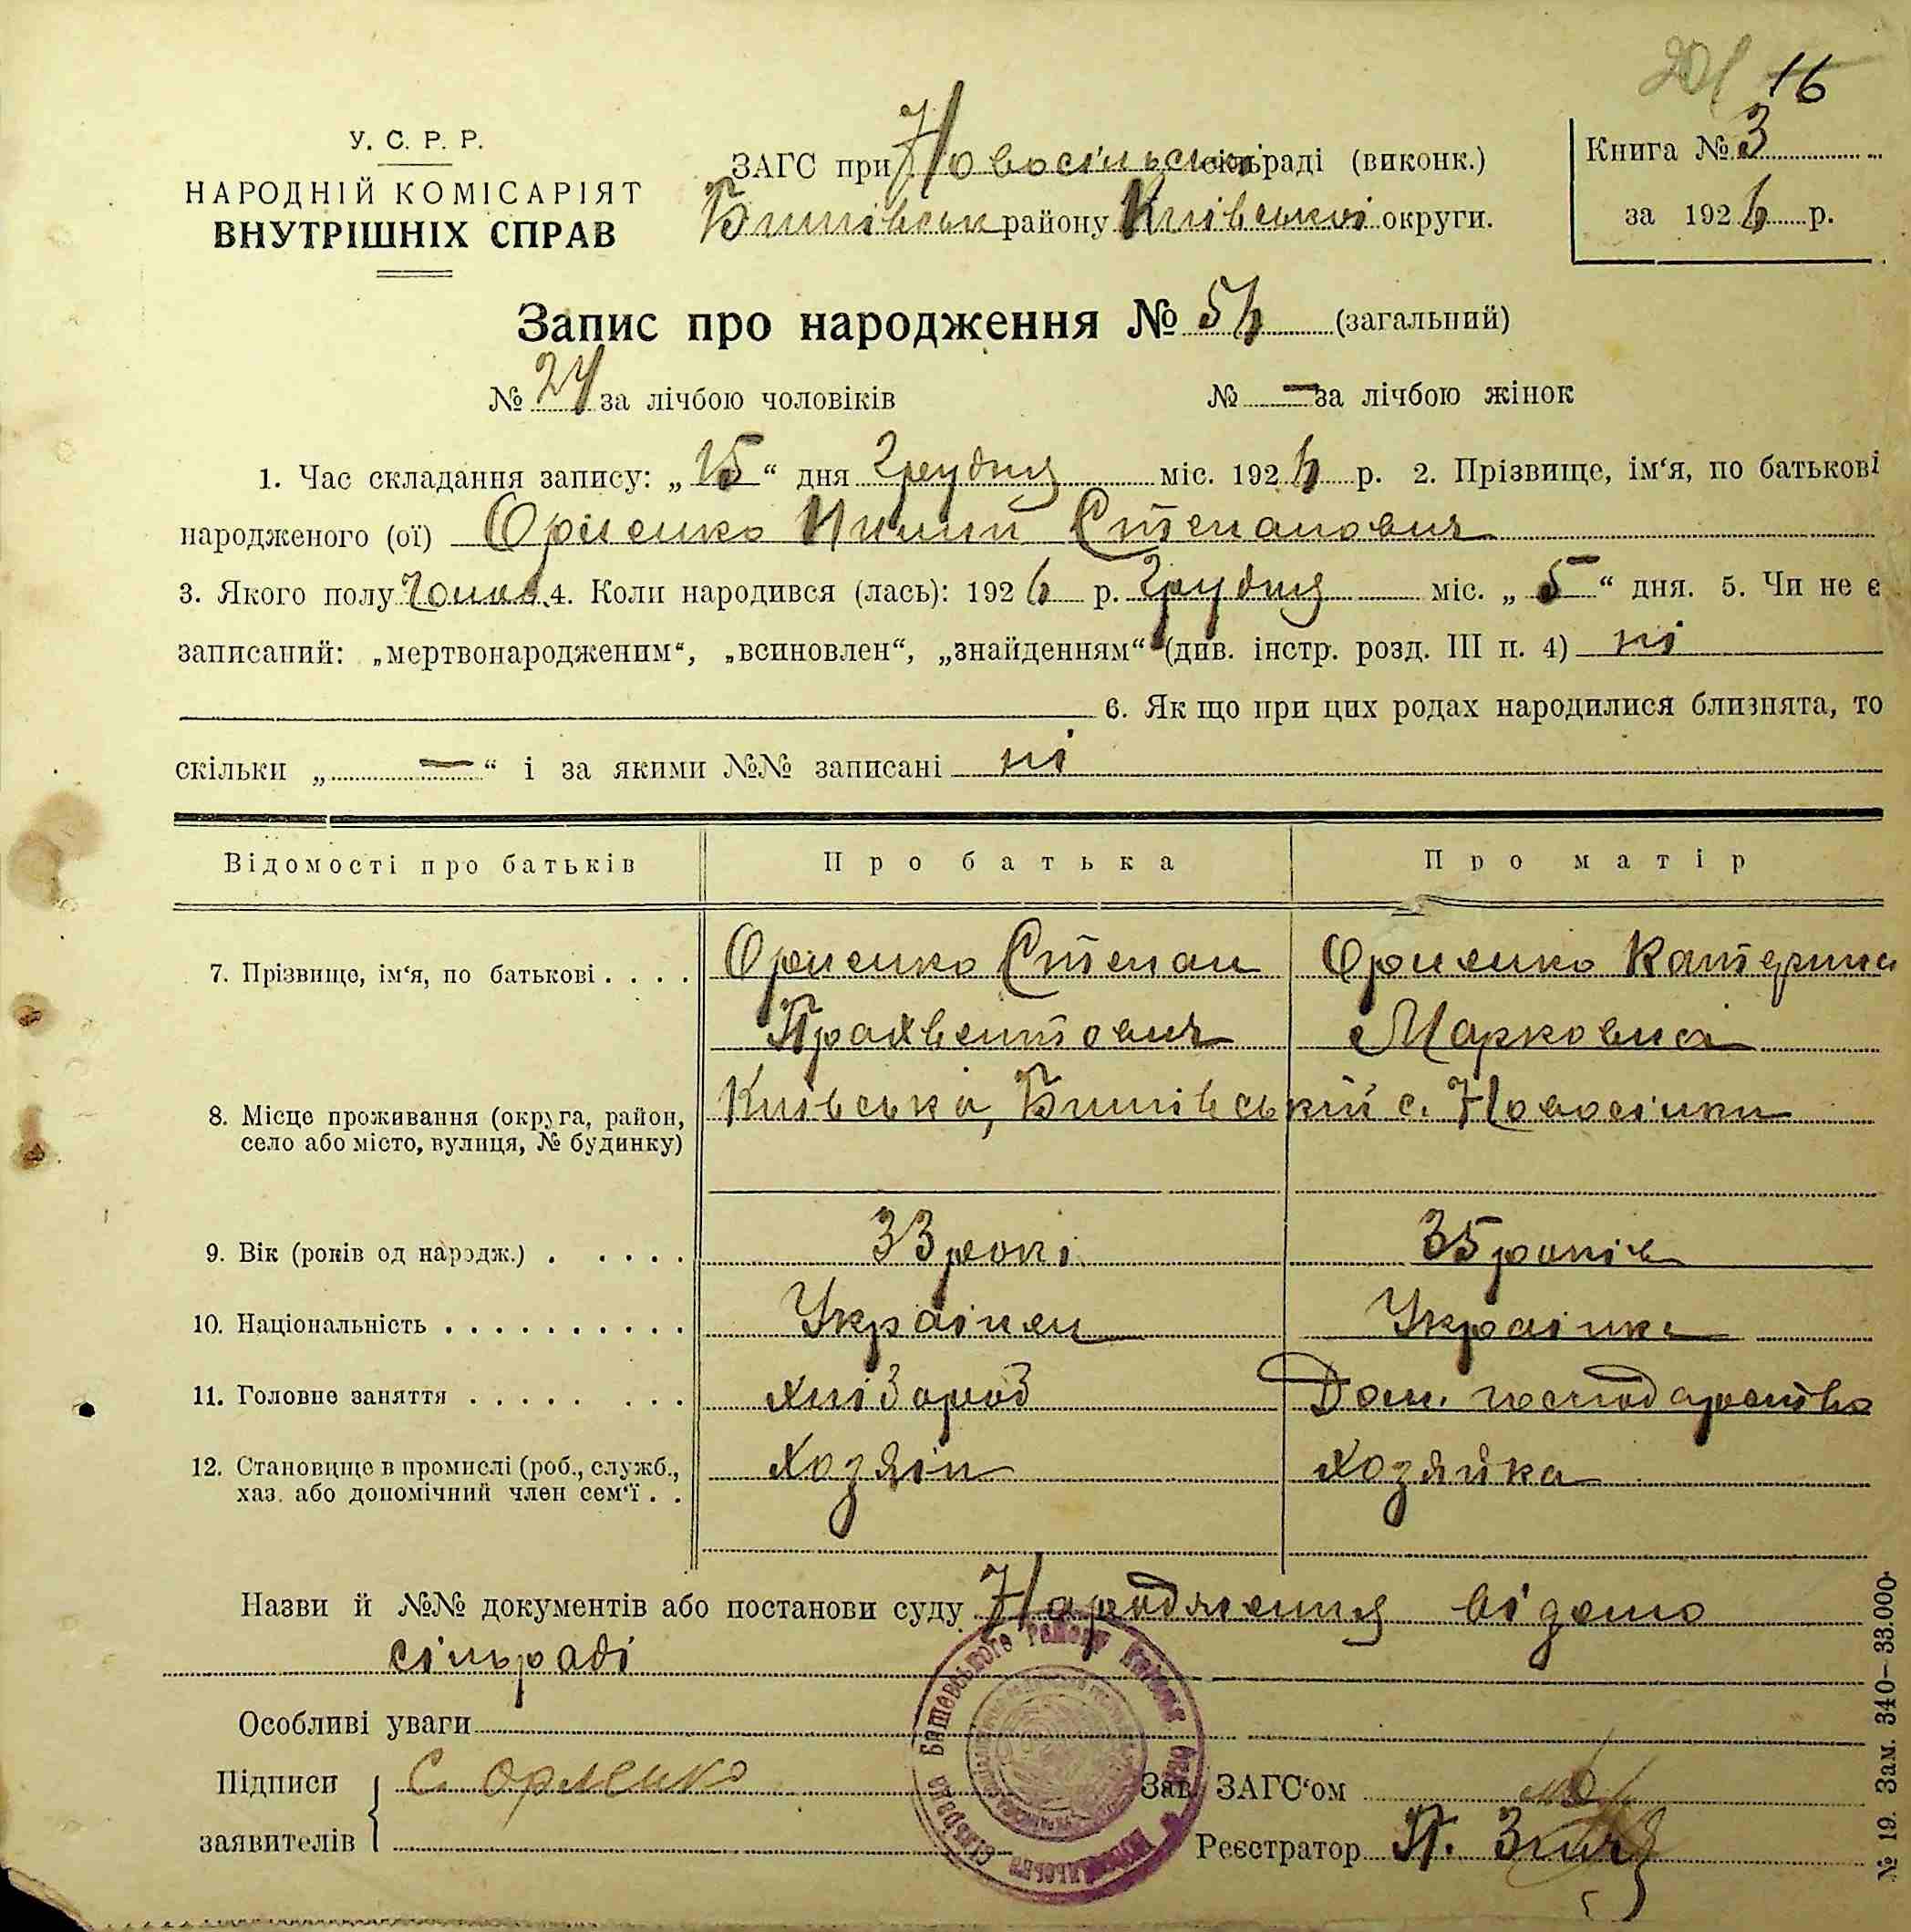 201 16
У. С. Р. Р.
НАРОДНІЙ КОМІСАРІЯТ
ВНУТРІШНІХ СПРАВ
ЗАГС при Новосільськ сільраді (виконк.)
Бишівськ району Київської округи.
Книга № 3
за 1926 р.
Запис про народження № 56 (загальний)
№ 24 за лічбою чоловіків № — за лічбою жінок
1. Час складання запису: „15“ дня Грудня міс. 1926 р. 2. Прізвище, ім‘я, по батькові
народженого (ої) Орленко Степанович
3. Якого полу 4. Коли народився (лась): 1926 р. Грудня міс. „5“ дня. 5. Чи не є
записаний: „мертвонародженим“, „всиновлен“, „знайденням“ (див. інстр. розд. III п. 4) ні
6. Як що при цих родах народилися близнята, то
скільки „ — “ і за якими №№ записані ні
Відомості про батьків Про батька Про матір
7. Прізвище, ім‘я, по батькові . . . . Орленко Степан Орленко Катерина
Марковна
8. Місце проживання (округа, район, Київська, Бишівський с. Новосілки
село або місто, вулиця, № будинку)
9. Вік (років од народж.) . . . . . 33 роки 35 років
10. Національність . . . . . . . . . . Українец Українка
11. Головне заняття . . . . . . . . Хлібороб Дом. господарство
12. Становище в промислі (роб., служб., Хозяїн Хозяйка
хаз. або допомічний член сем‘ї . .
Назви й №№ документів або постанови суду Народження відомо
сільраді
Особливі уваги
Підписи С. Орленко Зав. ЗАГС‘ом
заявителів Реєстратор П.
№ 19. Зам. 340—33.000.